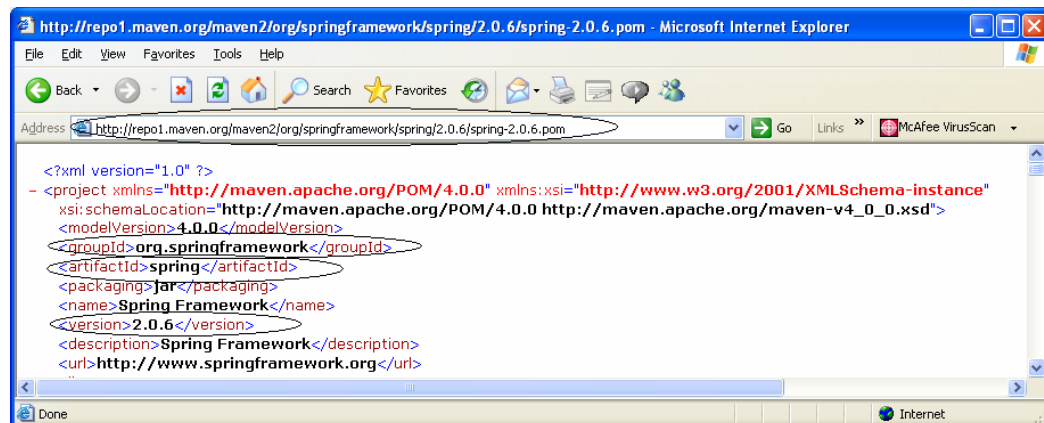 http://repo1.maven.org/maven2/org/springframework/spring/2.0.6/spring-2.0.6.pom - Microsoft Internet Explorer
File Edit View Favorites Tools Help
Back Search Favorites
Address http://repo1.maven.org/maven2/org/springframework/spring/2.0.6/spring-2.0.6.pom Go Links » McAfee VirusScan
<?xml version="1.0" ?>
- <project xmlns="http://maven.apache.org/POM/4.0.0" xmlns:xsi="http://www.w3.org/2001/XMLSchema-instance"
xsi:schemaLocation="http://maven.apache.org/POM/4.0.0 http://maven.apache.org/maven-v4_0_0.xsd">
<modelVersion>4.0.0</modelVersion>
<groupId>org.springframework</groupId>
<artifactId>spring</artifactId>
<packaging>jar</packaging>
<name>Spring Framework</name>
<version>2.0.6</version>
<description>Spring Framework</description>
<url>http://www.springframework.org</url>
Done Internet